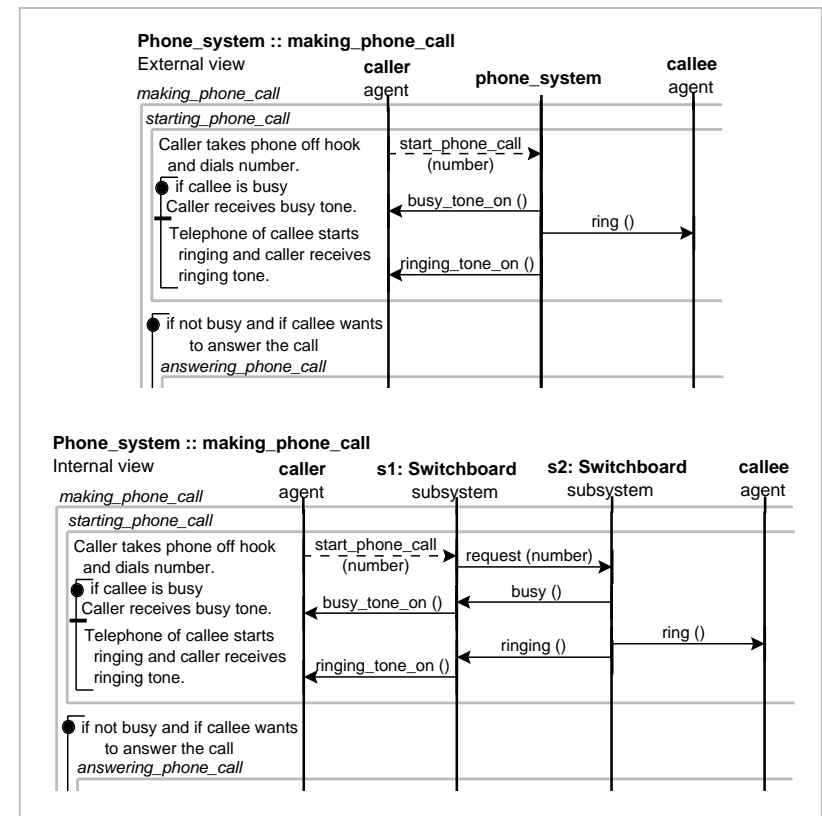 Phone_system :: making_phone_call
External view
caller
agent
phone_system
callee
agent
making_phone_call
starting_phone_call
Caller takes phone off hook
and dials number.
start_phone_call
(number)
if callee is busy
Caller receives busy tone.
busy_tone_on ()
ring ()
Telephone of callee starts
ringing and caller receives
ringing tone.
ringing_tone_on ()
if not busy and if callee wants
to answer the call
answering_phone_call
Phone_system :: making_phone_call
Internal view
caller
agent
s1: Switchboard
subsystem
s2: Switchboard
subsystem
callee
agent
making_phone_call
starting_phone_call
Caller takes phone off hook
and dials number.
start_phone_call
(number)
request (number)
if callee is busy
Caller receives busy tone.
busy_tone_on ()
busy ()
Telephone of callee starts
ringing and caller receives
ringing tone.
ring ()
ringing ()
ringing_tone_on ()
if not busy and if callee wants
to answer the call
answering_phone_call